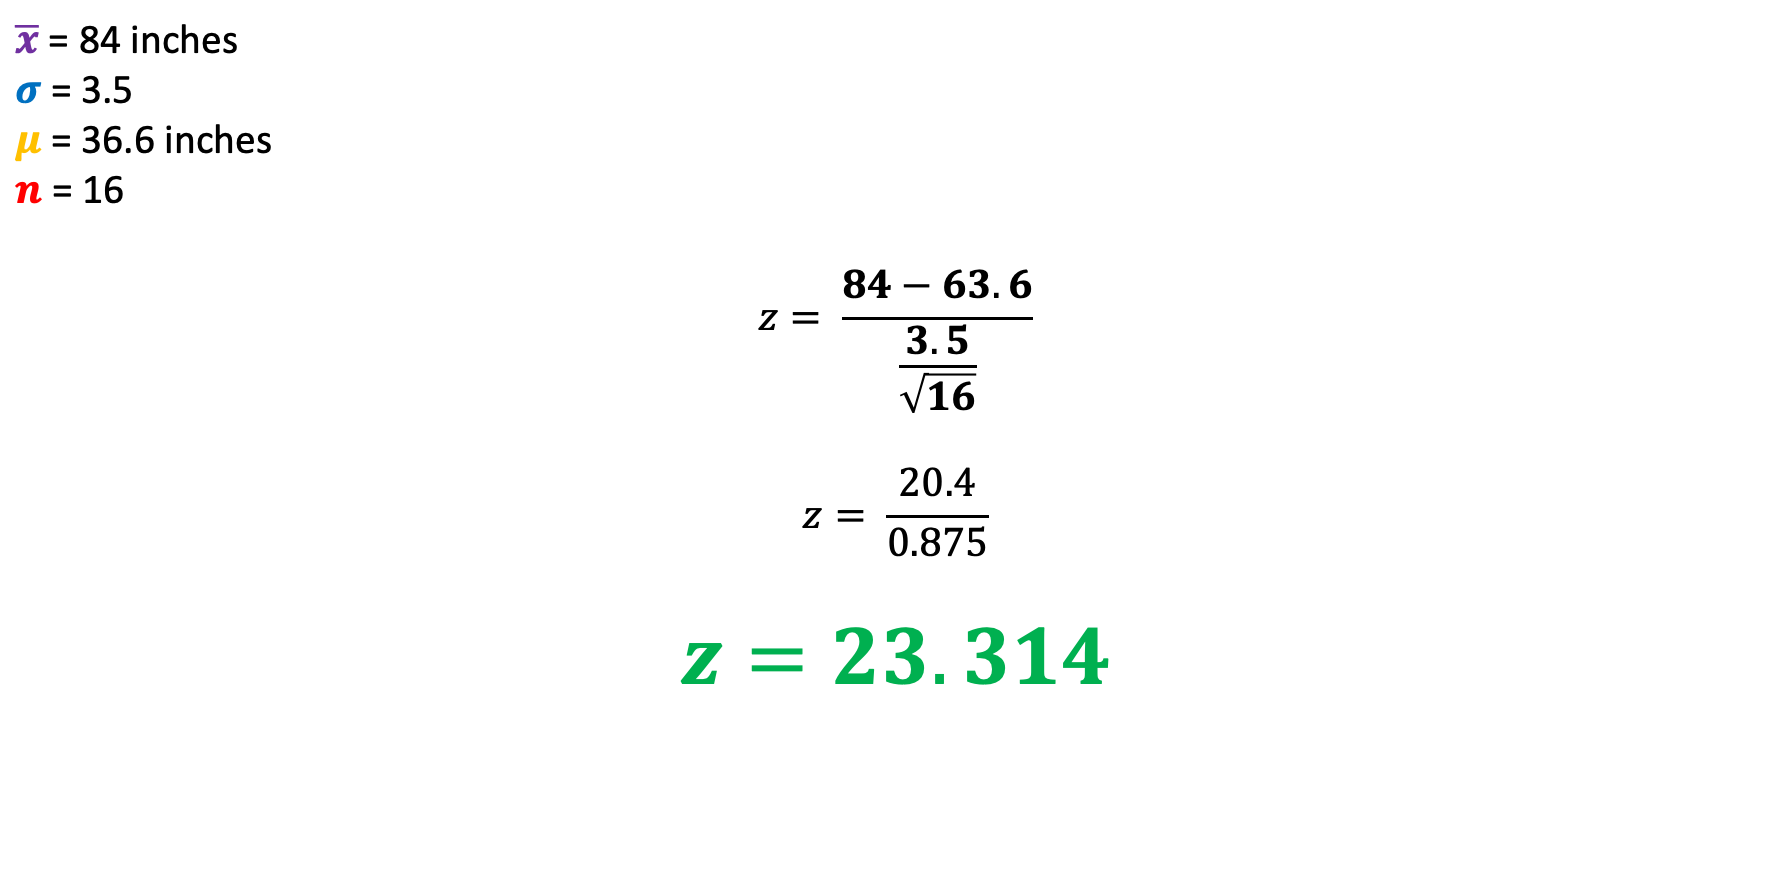 x̅ = 84 inches
σ = 3.5
μ = 36.6 inches
n = 16
z = (84 − 63.6) / (3.5 / √16)
z = 20.4 / 0.875
z = 23.314